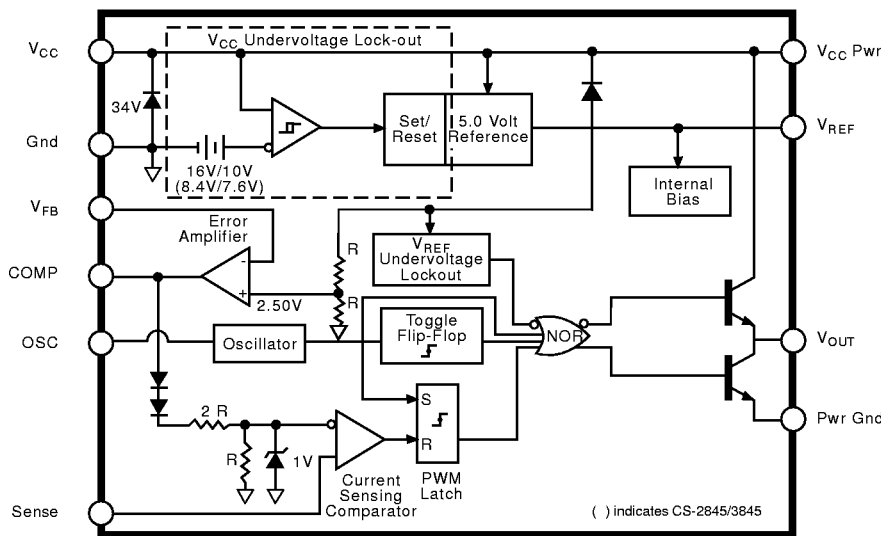 VCC
VCC Undervoltage Lock-out
VCC Pwr
34V
Set/
Reset
5.0 Volt
Reference
Gnd
VREF
16V/10V
(8.4V/7.6V)
Internal
Bias
VFB
Error
Amplifier
R
VREF
Undervoltage
Lockout
COMP
-
+
2.50V
R
OSC
Oscillator
Toggle
Flip-Flop
NOR
VOUT
S
2 R
R
R
1V
Pwr Gnd
Current
Sensing
Comparator
PWM
Latch
Sense
( ) indicates CS-2845/3845